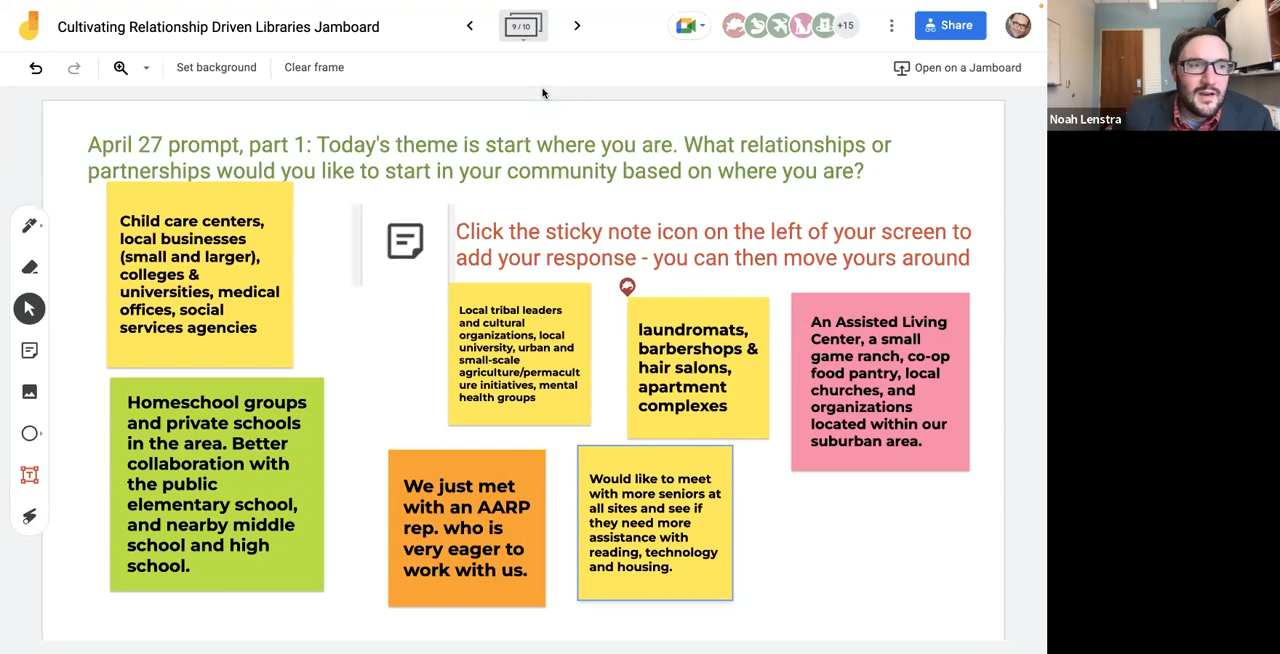 Cultivating Relationship Driven Libraries Jamboard
9/10
+15
Share
Set background
Clear frame
Open on a Jamboard
Noah Lenstra
April 27 prompt, part 1: Today's theme is start where you are. What relationships or
partnerships would you like to start in your community based on where you are?
Child care centers,
local businesses
(small and larger),
colleges &
universities, medical
offices, social
services agencies
Click the sticky note icon on the left of your screen to
add your response - you can then move yours around
Local tribal leaders
and cultural
organizations, local
university, urban and
small-scale
agriculture/permacult
ure initiatives, mental
health groups
laundromats,
barbershops &
hair salons,
apartment
complexes
An Assisted Living
Center, a small
game ranch, co-op
food pantry, local
churches, and
organizations
located within our
suburban area.
Homeschool groups
and private schools
in the area. Better
collaboration with
the public
elementary school,
and nearby middle
school and high
school.
We just met
with an AARP
rep. who is
very eager to
work with us.
Would like to meet
with more seniors at
all sites and see if
they need more
assistance with
reading, technology
and housing.